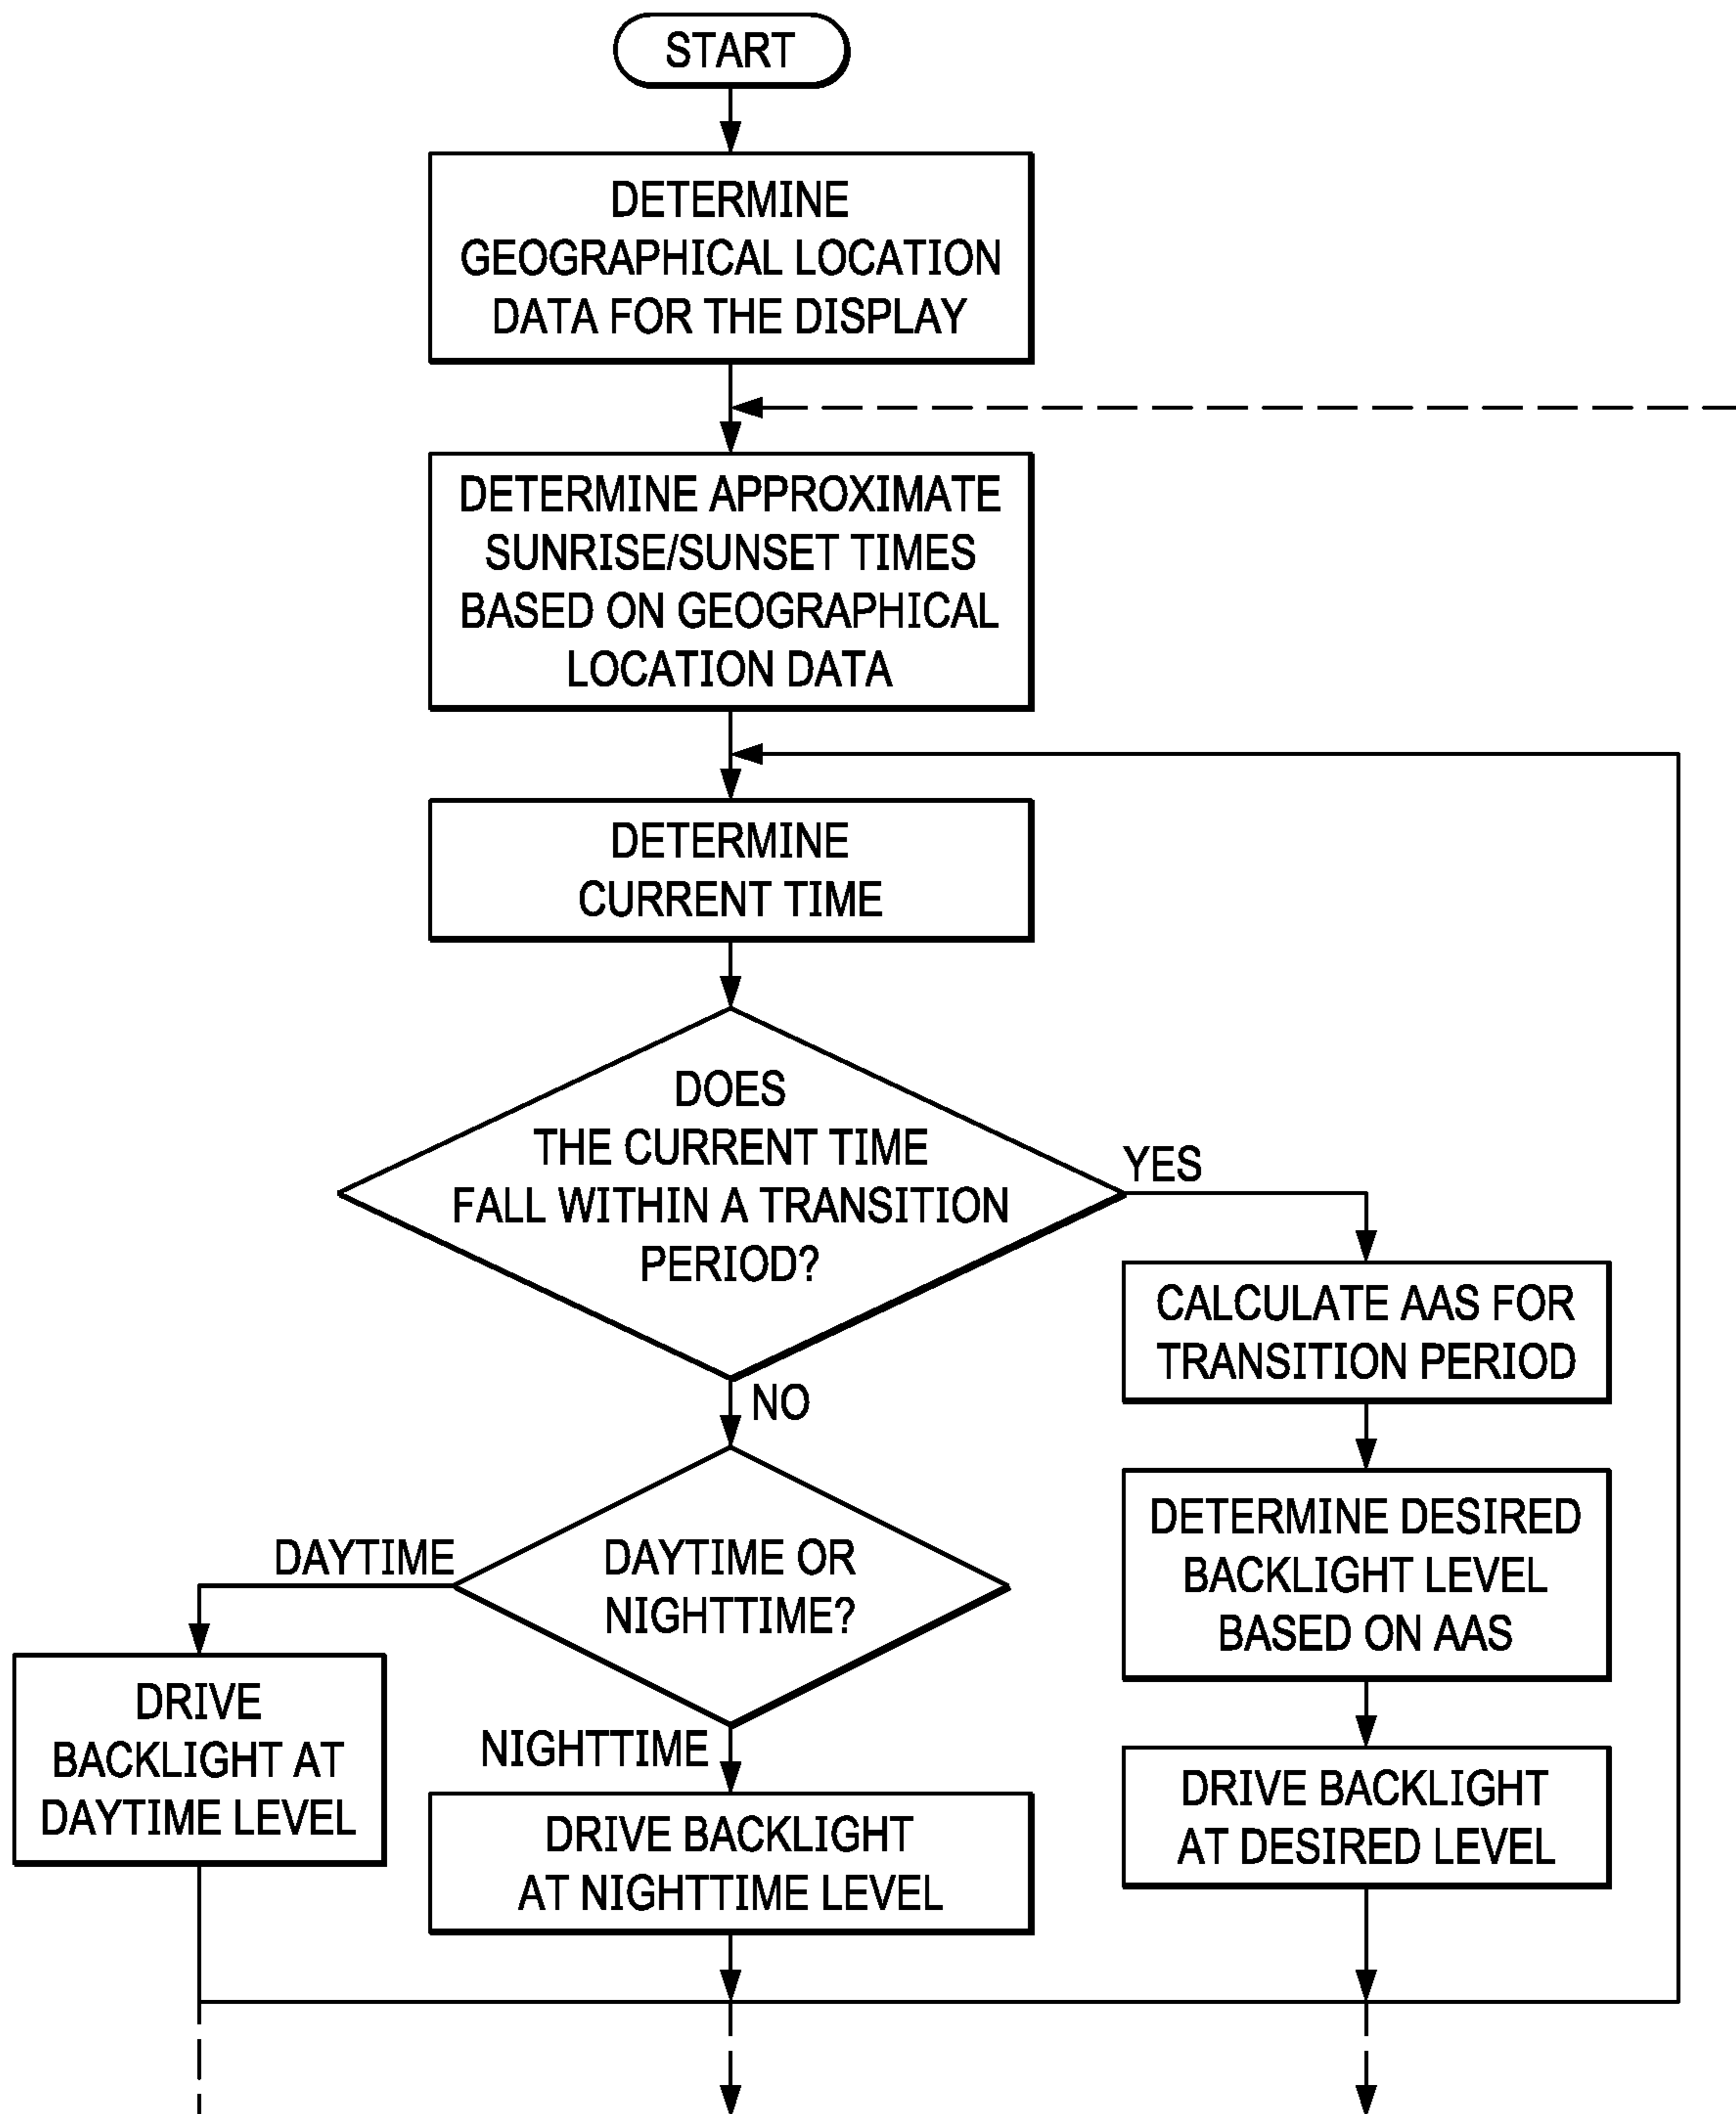 START
DETERMINE
GEOGRAPHICAL LOCATION
DATA FOR THE DISPLAY
DETERMINE APPROXIMATE
SUNRISE/SUNSET TIMES
BASED ON GEOGRAPHICAL
LOCATION DATA
DETERMINE
CURRENT TIME
DOES
THE CURRENT TIME
FALL WITHIN A TRANSITION
PERIOD?
YES
CALCULATE AAS FOR
TRANSITION PERIOD
DETERMINE DESIRED
BACKLIGHT LEVEL
BASED ON AAS
DRIVE BACKLIGHT
AT DESIRED LEVEL
NO
DAYTIME OR
NIGHTTIME?
DAYTIME
DRIVE
BACKLIGHT AT
DAYTIME LEVEL
NIGHTTIME
DRIVE BACKLIGHT
AT NIGHTTIME LEVEL